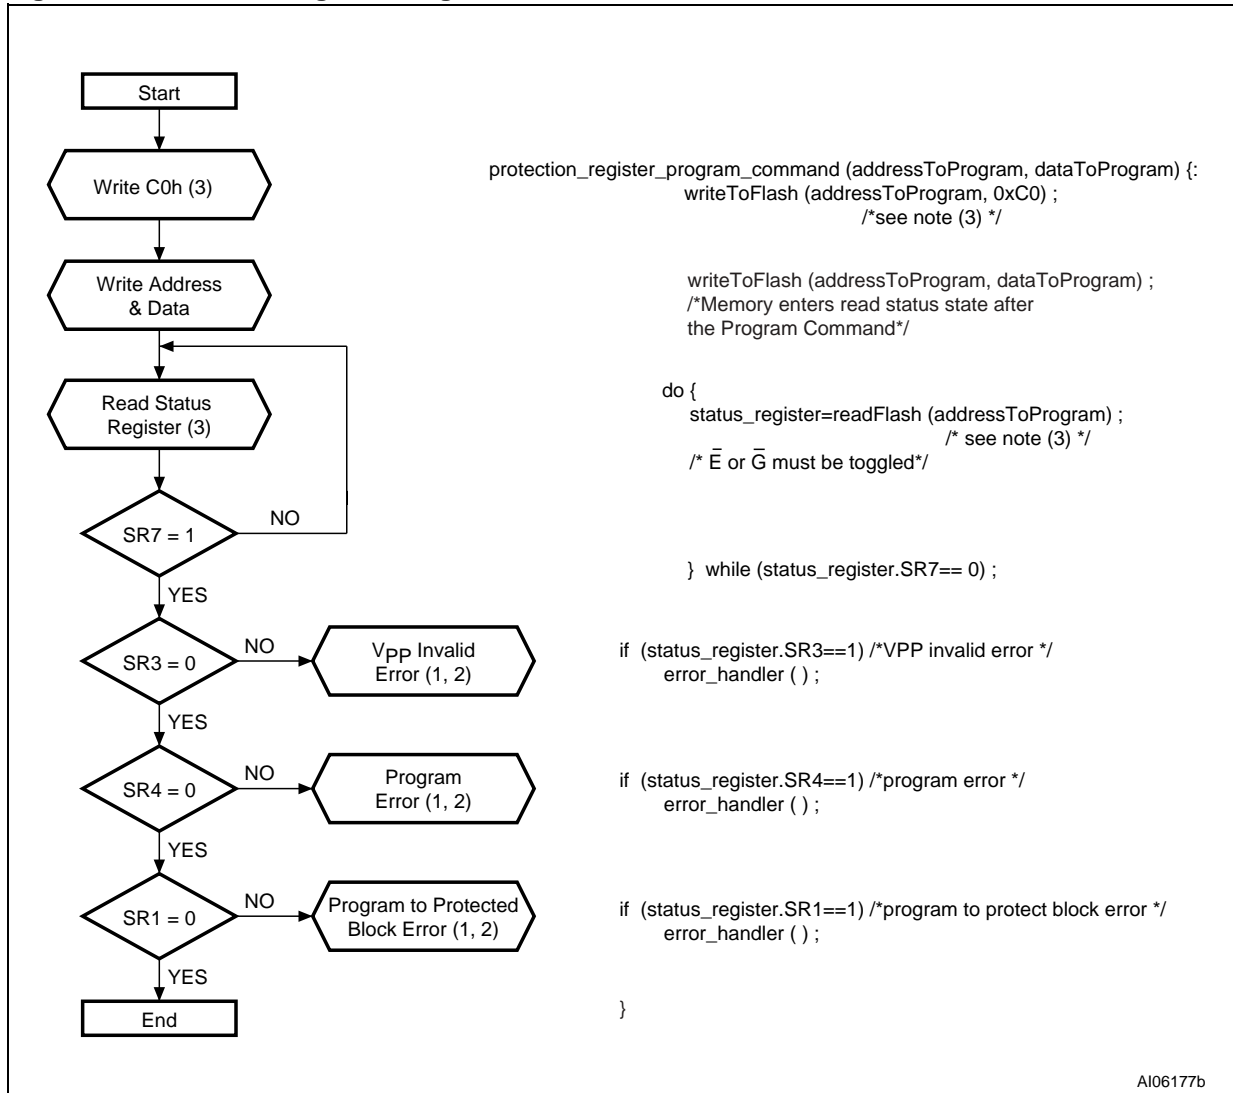 Start
Write C0h (3)
Write Address
& Data
Read Status
Register (3)
SR7 = 1
NO
YES
SR3 = 0
NO
VPP Invalid
Error (1, 2)
YES
SR4 = 0
NO
Program
Error (1, 2)
YES
SR1 = 0
NO
Program to Protected
Block Error (1, 2)
YES
End
protection_register_program_command (addressToProgram, dataToProgram) {:
writeToFlash (addressToProgram, 0xC0) ;
/*see note (3) */
writeToFlash (addressToProgram, dataToProgram) ;
/*Memory enters read status state after
the Program Command*/
do {
status_register=readFlash (addressToProgram) ;
/* see note (3) */
/* E̅ or G̅ must be toggled*/
} while (status_register.SR7== 0) ;
if (status_register.SR3==1) /*VPP invalid error */
error_handler ( ) ;
if (status_register.SR4==1) /*program error */
error_handler ( ) ;
if (status_register.SR1==1) /*program to protect block error */
error_handler ( ) ;
}
AI06177b